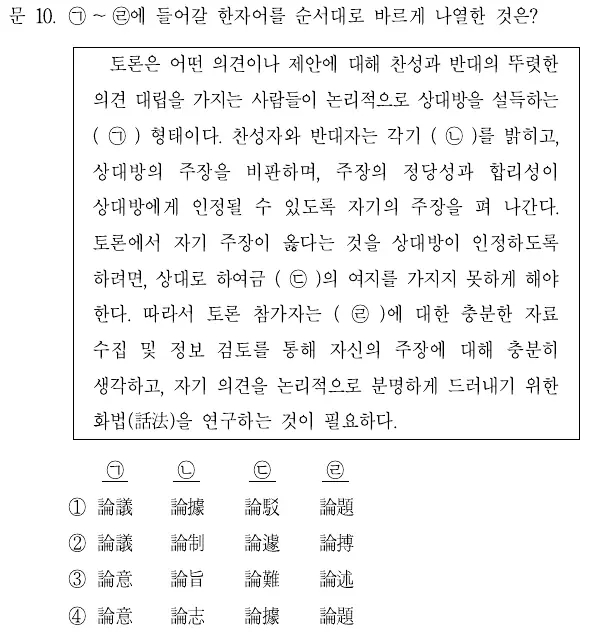 문 10. ㉠ ~ ㉣에 들어갈 한자어를 순서대로 바르게 나열한 것은?
토론은 어떤 의견이나 제안에 대해 찬성과 반대의 뚜렷한
의견 대립을 가지는 사람들이 논리적으로 상대방을 설득하는
( ㉠ ) 형태이다. 찬성자와 반대자는 각기 ( ㉡ )를 밝히고,
상대방의 주장을 비판하며, 주장의 정당성과 합리성이
상대방에게 인정될 수 있도록 자기의 주장을 펴 나간다.
토론에서 자기 주장이 옳다는 것을 상대방이 인정하도록
하려면, 상대로 하여금 ( ㉢ )의 여지를 가지지 못하게 해야
한다. 따라서 토론 참가자는 ( ㉣ )에 대한 충분한 자료
수집 및 정보 검토를 통해 자신의 주장에 대해 충분히
생각하고, 자기 의견을 논리적으로 분명하게 드러내기 위한
화법(話法)을 연구하는 것이 필요하다.
㉠ ㉡ ㉢ ㉣
① 論議 論據 論駁 論題
② 論議 論制 論遽 論搏
③ 論意 論旨 論難 論述
④ 論意 論志 論據 論題